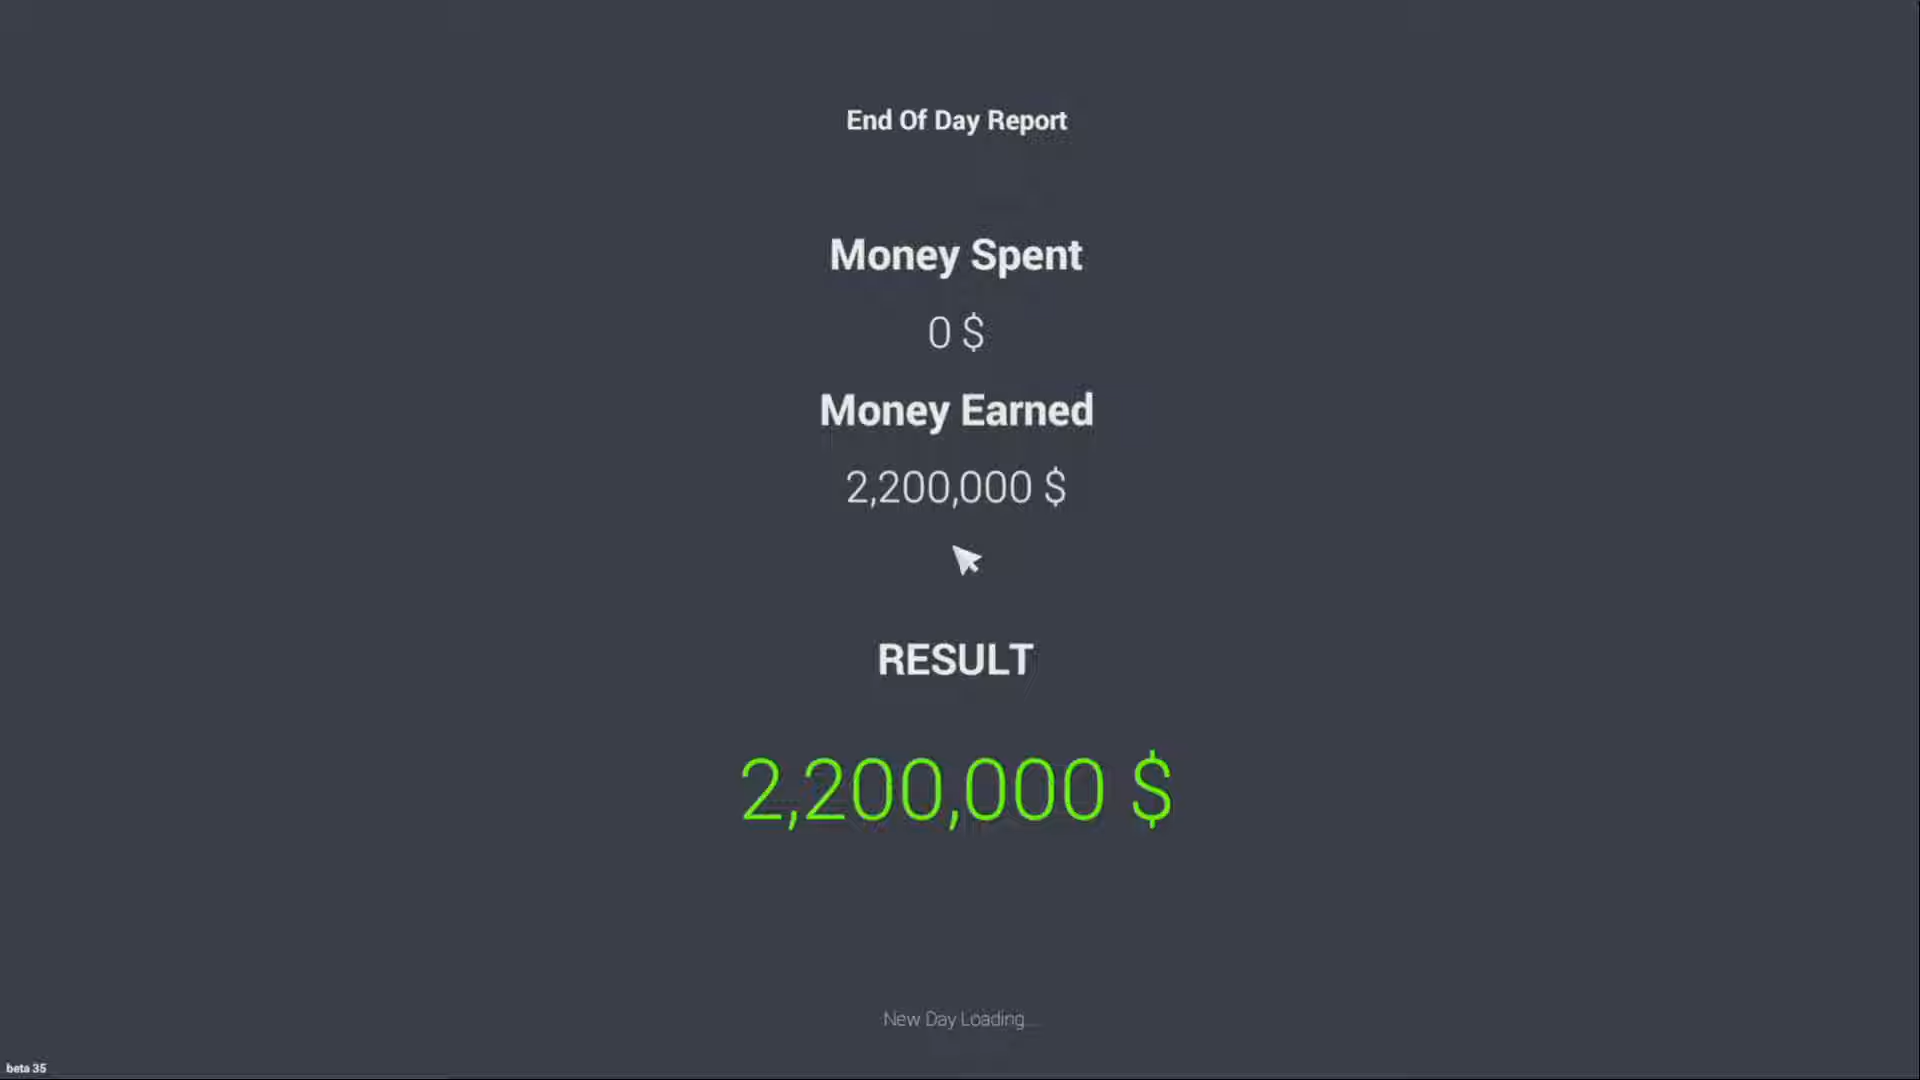 End Of Day Report
Money Spent
0 $
Money Earned
2,200,000 $
RESULT
2,200,000 $
New Day Loading...
beta 35